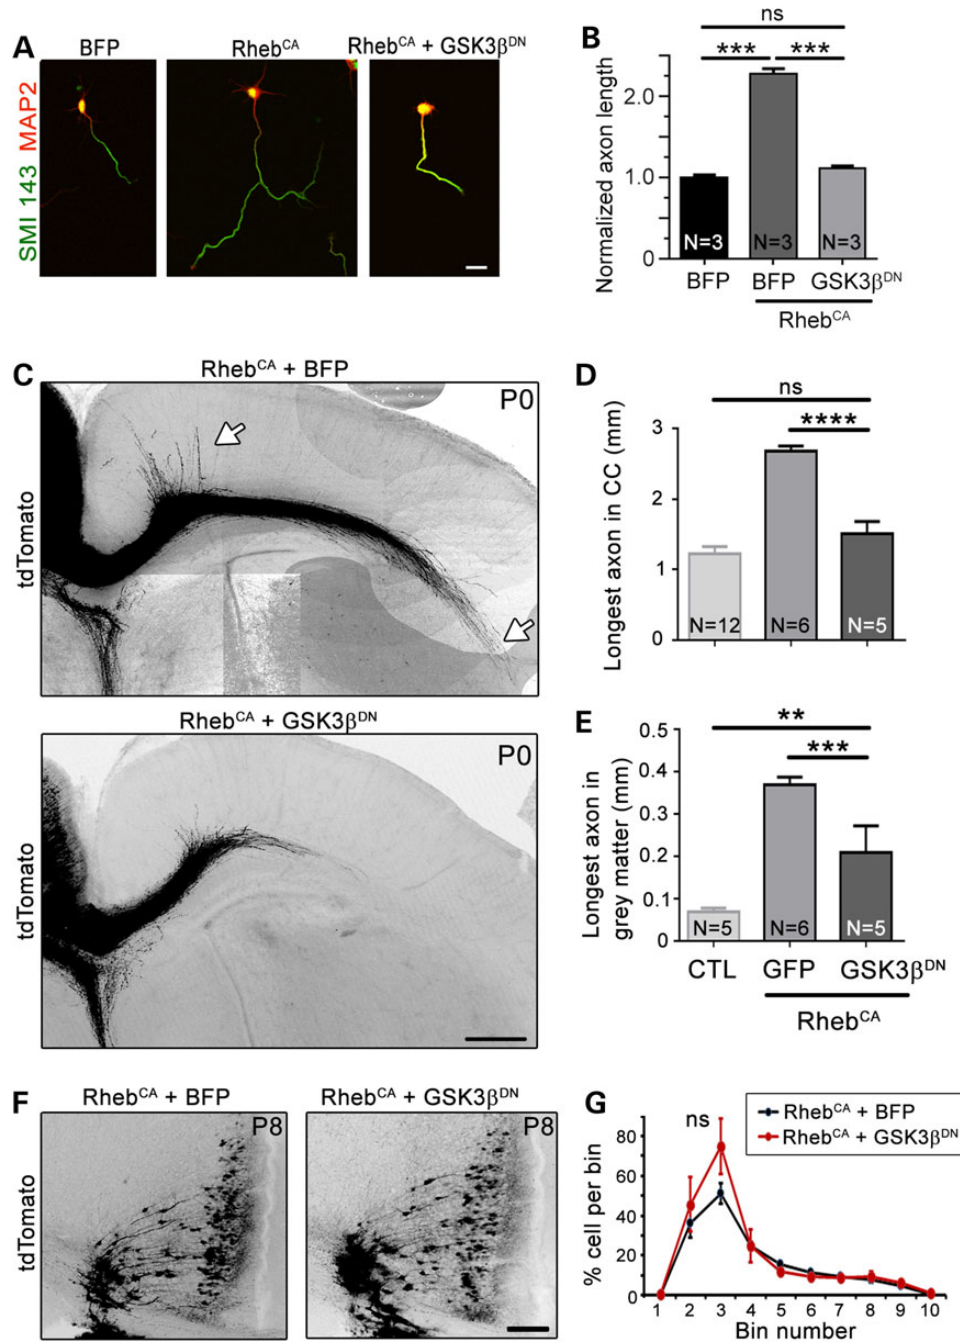 A
BFP
Rheb^CA
Rheb^CA + GSK3β^DN
SMI 143 MAP2
B
ns
*** ***
Normalized axon length
2.0
1.0
0
N=3 N=3 N=3
BFP BFP GSK3β^DN
Rheb^CA
C
Rheb^CA + BFP
P0
tdTomato
Rheb^CA + GSK3β^DN
P0
tdTomato
D
ns
****
Longest axon in CC (mm)
3
2
1
0
N=12 N=6 N=5
E
**
***
Longest axon in
grey matter (mm)
0.5
0.4
0.3
0.2
0.1
0
N=5 N=6 N=5
CTL GFP GSK3β^DN
Rheb^CA
F
Rheb^CA + BFP
P8
Rheb^CA + GSK3β^DN
P8
tdTomato
G
ns
Rheb^CA + BFP
Rheb^CA + GSK3β^DN
% cell per bin
80
60
40
20
0
1 2 3 4 5 6 7 8 9 10
Bin number